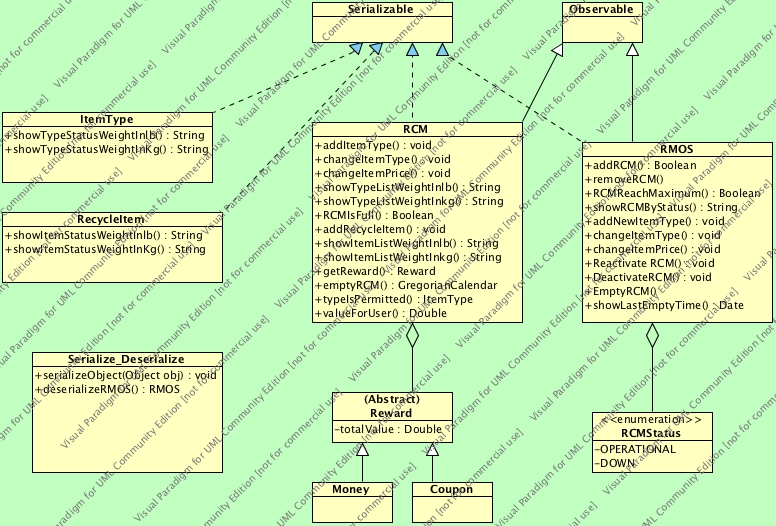 Serializable
Observable
ItemType
+showTypeStatusWeightInlb() : String
+showTypeStatusWeightInKg() : String
RCM
+addItemType() : void
+changeItemType() : void
+changeItemPrice() : void
+showTypeListWeightInlb() : String
+showTypeListWeightInkg() : String
+RCMIsFull() : Boolean
+addRecycleItem() : void
+showItemListWeightInlb() : String
+showItemListWeightInkg() : String
+getReward() : Reward
+emptyRCM() : GregorianCalendar
+typeIsPermitted() : ItemType
+valueForUser() : Double
RMOS
+addRCM() : Boolean
+removeRCM()
+RCMReachMaximum() : Boolean
+showRCMByStatus() : String
+addNewItemType() : void
+changeItemType() : void
+changeItemPrice() : void
+Reactivate RCM() : void
+DeactivateRCM() : void
+EmptyRCM()
+showLastEmptyTime() : Date
RecycleItem
+showItemStatusWeightInIb() : String
+showItemStatusWeightInKg() : String
Serialize_Deserialize
+serializeObject(Object obj) : void
+deserializeRMOS() : RMOS
(Abstract)
Reward
-totalValue : Double
<<enumeration>>
RCMStatus
-OPERATIONAL
-DOWN
Money
Coupon
Visual Paradigm for UML Community Edition [not for commercial use]